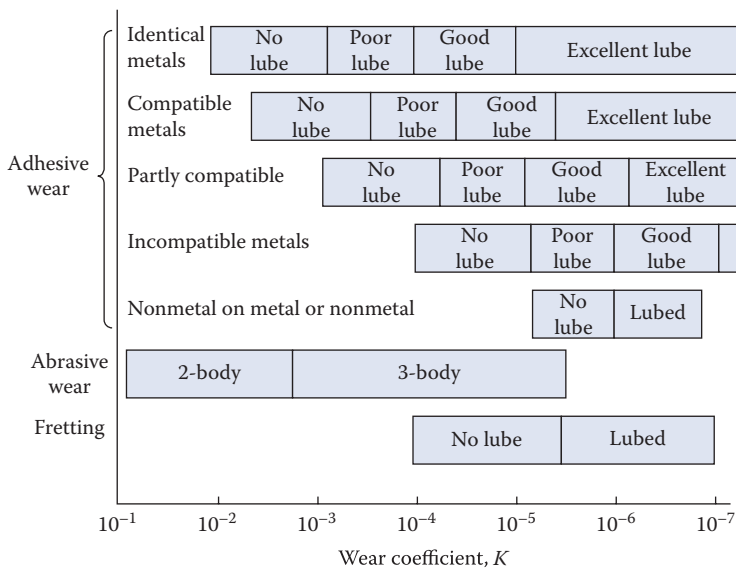 Identical
metals
No
lube
Poor
lube
Good
lube
Excellent lube
Compatible
metals
No
lube
Poor
lube
Good
lube
Excellent lube
Adhesive
wear
Partly compatible
No
lube
Poor
lube
Good
lube
Excellent
lube
Incompatible metals
No
lube
Poor
lube
Good
lube
Nonmetal on metal or nonmetal
No
lube
Lubed
Abrasive
wear
2-body
3-body
Fretting
No lube
Lubed
10⁻¹ 10⁻² 10⁻³ 10⁻⁴ 10⁻⁵ 10⁻⁶ 10⁻⁷
Wear coefficient, K